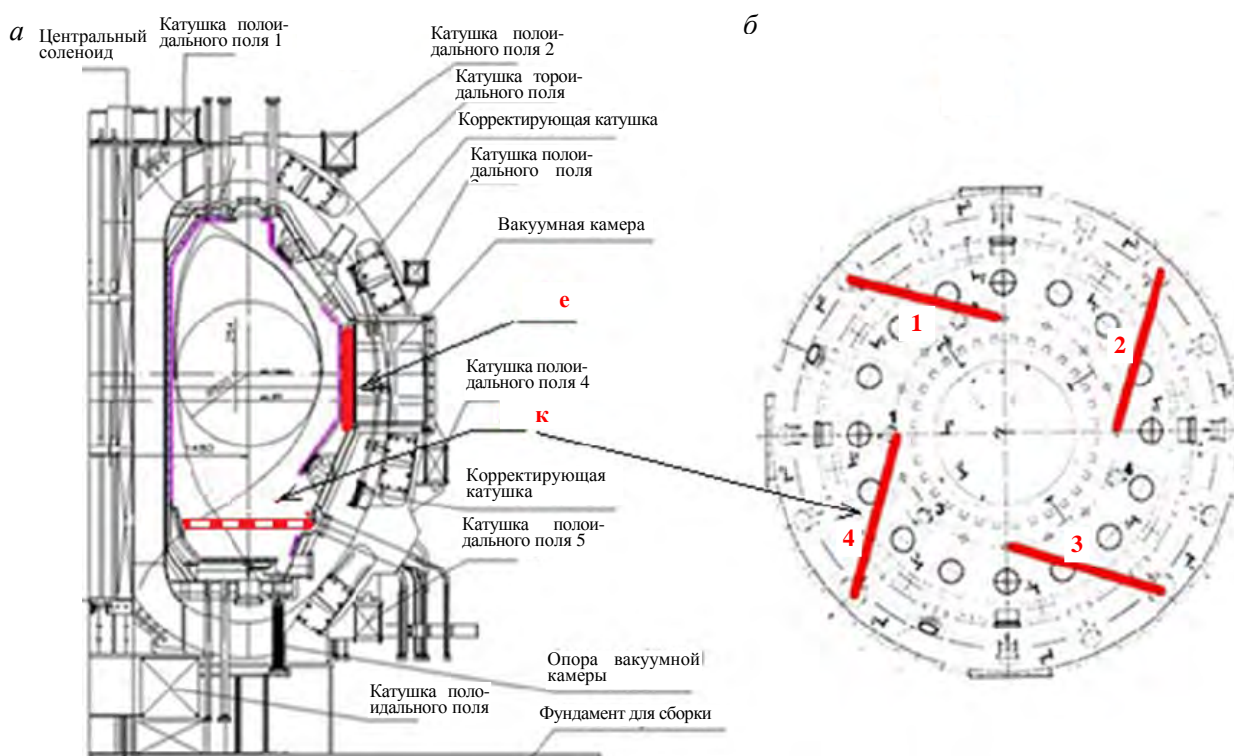 а
Центральный
соленоид
Катушка полои-
дального поля 1
Катушка полои-
дального поля 2
Катушка торои-
дального поля
Корректирующая катушка
Катушка полои-
дального поля
Вакуумная камера
е
Катушка полои-
дального поля 4
к
Корректирующая
катушка
Катушка полои-
дального поля 5
Опора вакуумной
камеры
Катушка поло-
идального поля
Фундамент для сборки
б
1
2
3
4